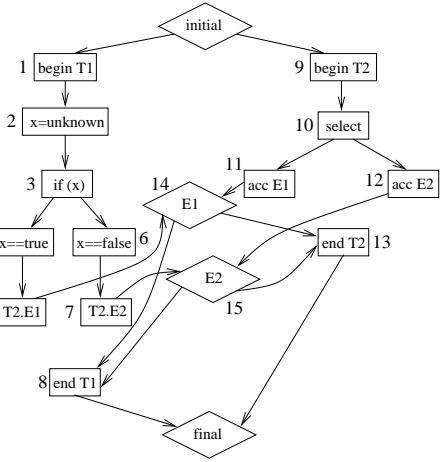 initial
1 begin T1
9 begin T2
2 x=unknown
10 select
3 if (x)
14
11
acc E1
12 acc E2
E1
x==true
x==false 6
end T2 13
E2
T2.E1
7 T2.E2
15
8 end T1
final